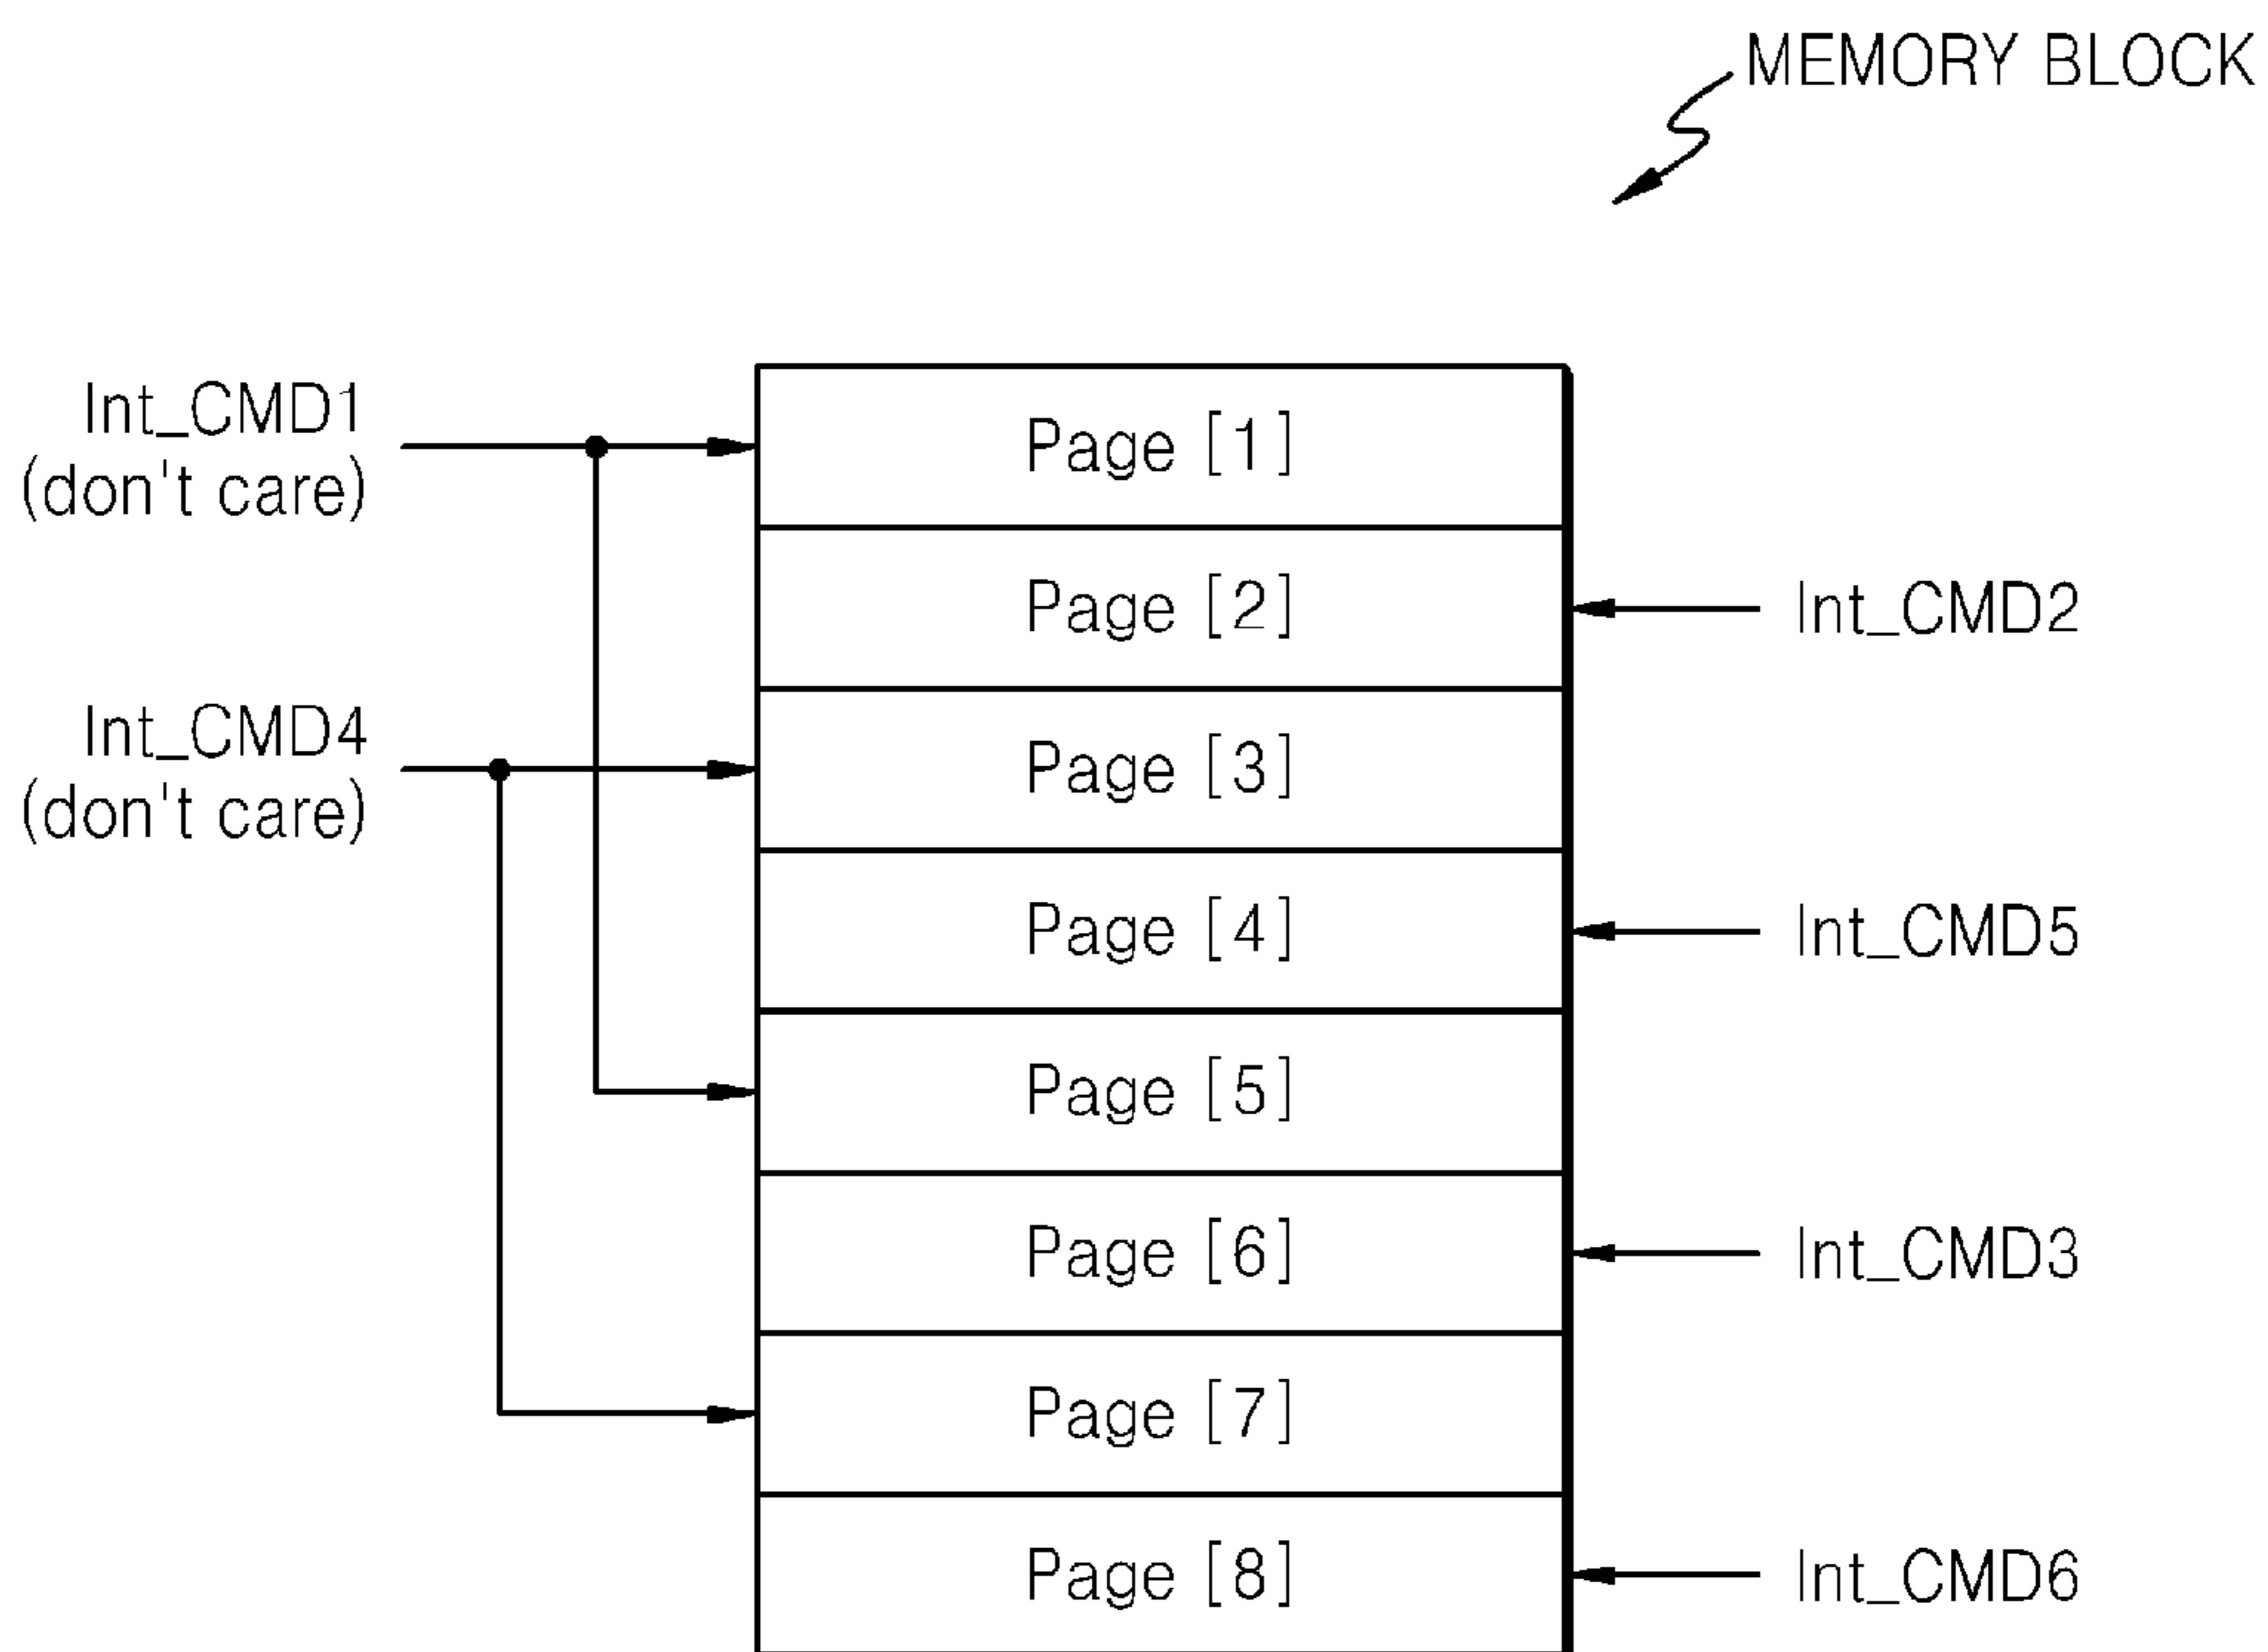 MEMORY BLOCK
Int_CMD1
(don't care)
Page [1]
Page [2]
Int_CMD2
Int_CMD4
(don't care)
Page [3]
Page [4]
Int_CMD5
Page [5]
Page [6]
Int_CMD3
Page [7]
Page [8]
Int_CMD6